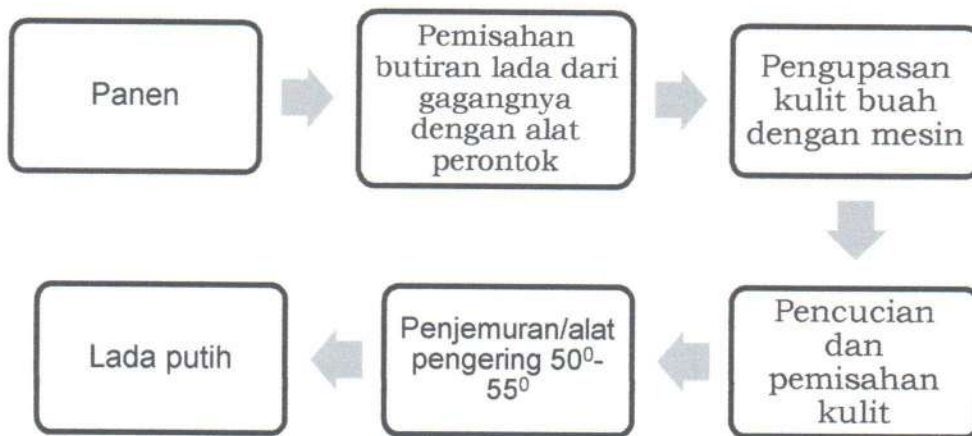 Panen
Pemisahan
butiran lada dari
gagangnya
dengan alat
perontok
Pengupasan
kulit buah
dengan mesin
Pencucian
dan
pemisahan
kulit
Penjemuran/alat
pengering 50⁰-
55⁰
Lada putih